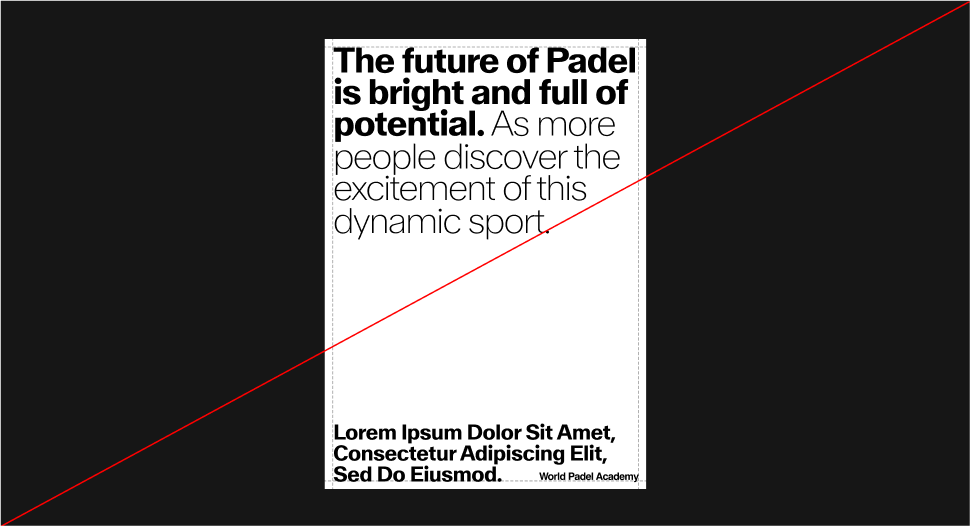 The future of Padel
is bright and full of
potential. As more
people discover the
excitement of this
dynamic sport.
Lorem Ipsum Dolor Sit Amet,
Consectetur Adipiscing Elit,
Sed Do Eiusmod.
World Padel Academy